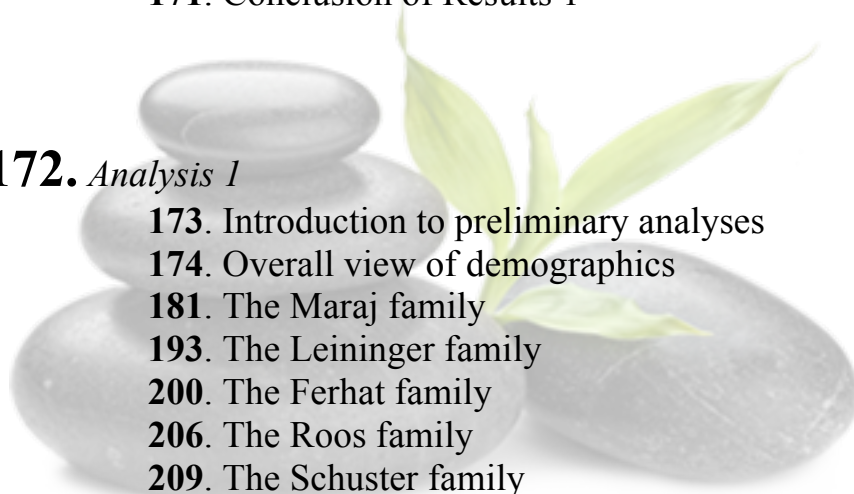 171. Conclusion of Results 1
172. Analysis 1
173. Introduction to preliminary analyses
174. Overall view of demographics
181. The Maraj family
193. The Leininger family
200. The Ferhat family
206. The Roos family
209. The Schuster family